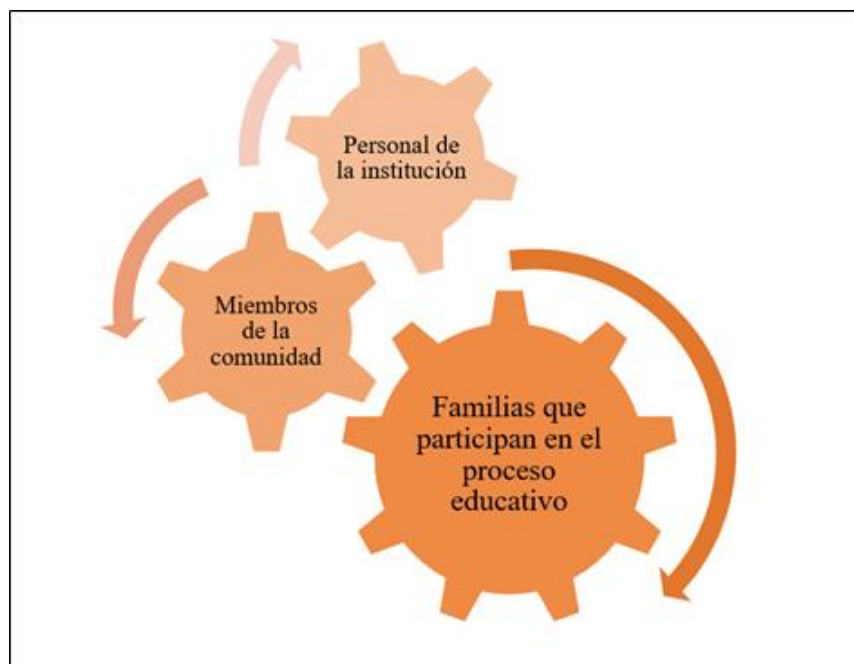 Personal de
la institución
Miembros
de la
comunidad
Familias que
participan en el
proceso
educativo